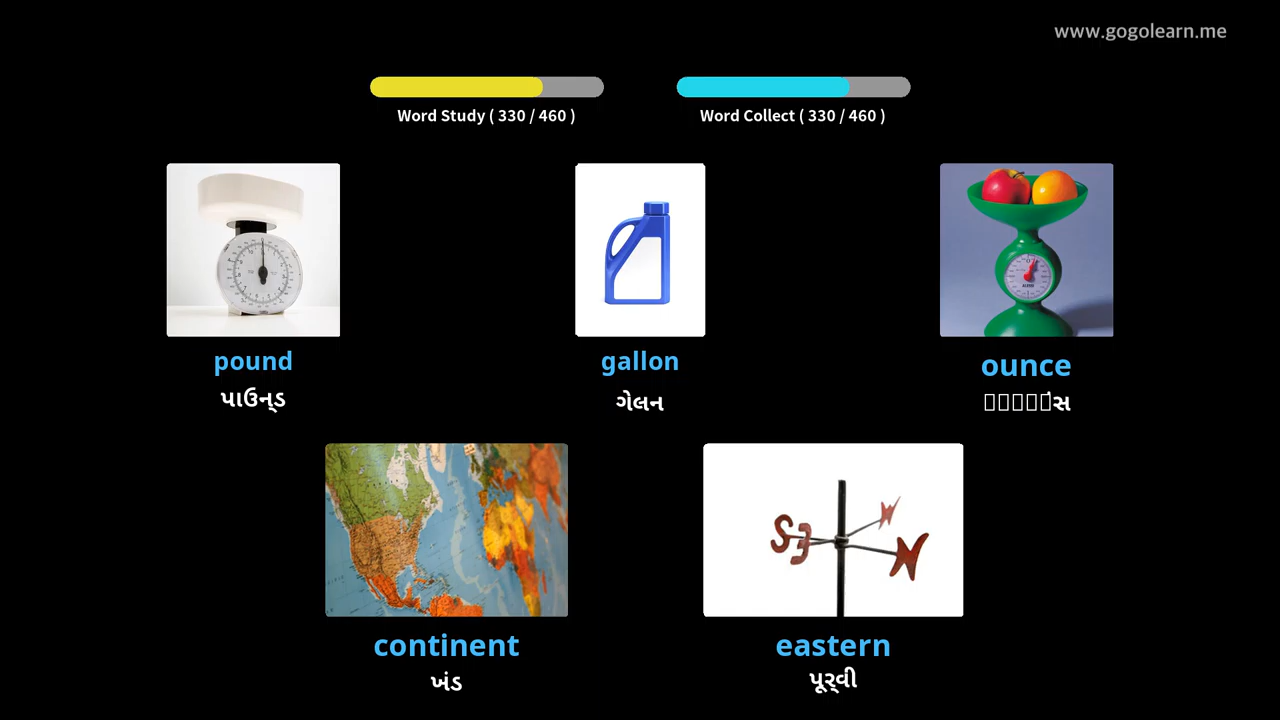 www.gogolearn.me
Word Study ( 330 / 460 )
Word Collect ( 330 / 460 )
pound
gallon
ounce
પાઉન્ડ
ગેલન
continent
eastern
ખંડ
પૂર્વી